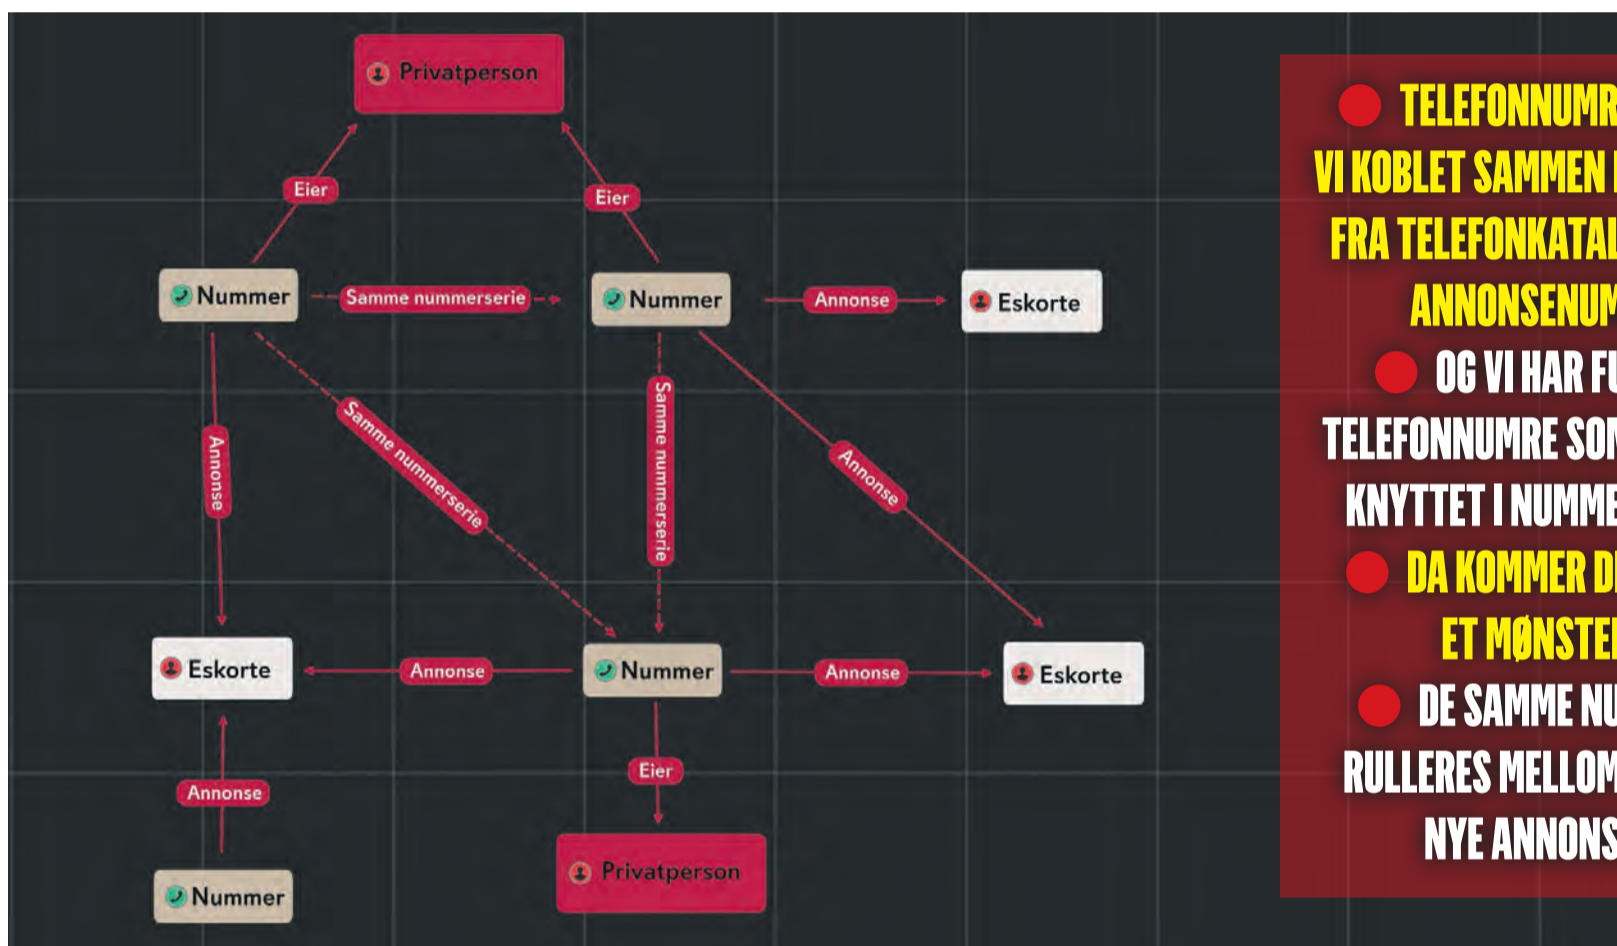 Privatperson
Eier
Eier
Nummer
Samme nummerserie
Nummer
Annonse
Eskorte
Annonse
Samme nummerserie
Samme nummerserie
Annonse
Eskorte
Annonse
Nummer
Annonse
Eskorte
Annonse
Eier
Nummer
Privatperson
TELEFONNUMR
VI KOBLET SAMMEN
FRA TELEFONKATAL
ANNONSENUM
OG VI HAR FU
TELEFONNUMRE SOM
KNYTTET I NUMME
DA KOMMER D
ET MØNSTE
DE SAMME NU
RULLERES MELLOM
NYE ANNONS